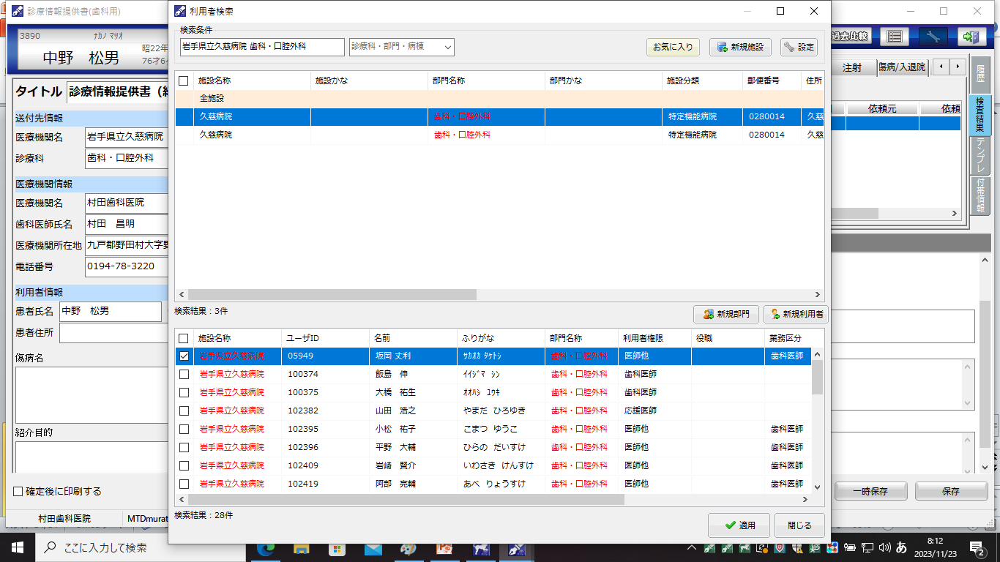 診療情報提供書(歯科用)
3890
ナカノ マツオ
昭22年
中野　松男
76才6
タイトル
診療情報提供書（
送付先情報
医療機関名
岩手県立久慈病院
診療科
歯科・口腔外科
医療機関情報
医療機関名
村田歯科医院
歯科医師氏名
村田　昌明
医療機関所在地
九戸郡野田村大字野
電話番号
0194-78-3220
利用者情報
患者氏名
中野　松男
患者住所
傷病名
紹介目的
確定後に印刷する
村田歯科医院
MTDmurat
利用者検索
検索条件
岩手県立久慈病院 歯科・口腔外科
診療科・部門・病棟
お気に入り
新規施設
設定
施設名称 施設かな 部門名称 部門かな 施設分類 郵便番号 住所
全施設
久慈病院 歯科・口腔外科 特定機能病院 0280014 久慈
久慈病院 歯科・口腔外科 特定機能病院 0280014 久慈
検索結果：3件
新規部門
新規利用者
施設名称 ユーザID 名前 ふりがな 部門名称 利用者権限 役職 業務区分
岩手県立久慈病院 05949 坂岡 丈利 ｻｶｵｶ ﾀｹﾄｼ 歯科・口腔外科 医師他 歯科医師
岩手県立久慈病院 100374 飯島　伸 ｲｲｼﾞﾏ ｼﾝ 歯科・口腔外科 歯科医師
岩手県立久慈病院 100375 大橋　祐生 ｵｵﾊｼ ﾕｳｷ 歯科・口腔外科 歯科医師
岩手県立久慈病院 102382 山田　浩之 やまだ ひろゆき 歯科・口腔外科 応援医師
岩手県立久慈病院 102395 小松　祐子 こまつ ゆうこ 歯科・口腔外科 医師他 歯科医師
岩手県立久慈病院 102396 平野　大輔 ひらの だいすけ 歯科・口腔外科 医師他 歯科医師
岩手県立久慈病院 102409 岩崎　賢介 いわさき けんすけ 歯科・口腔外科 医師他 歯科医師
岩手県立久慈病院 102419 阿部　亮輔 あべ りょうすけ 歯科・口腔外科 医師他 歯科医師
検索結果：28件
適用
閉じる
過去比較
注射
傷病/入退院
依頼元
依頼
履歴
検査結果
テンプレ
付帯情報
一時保存
保存
ここに入力して検索
あ
8:12
2023/11/23
2